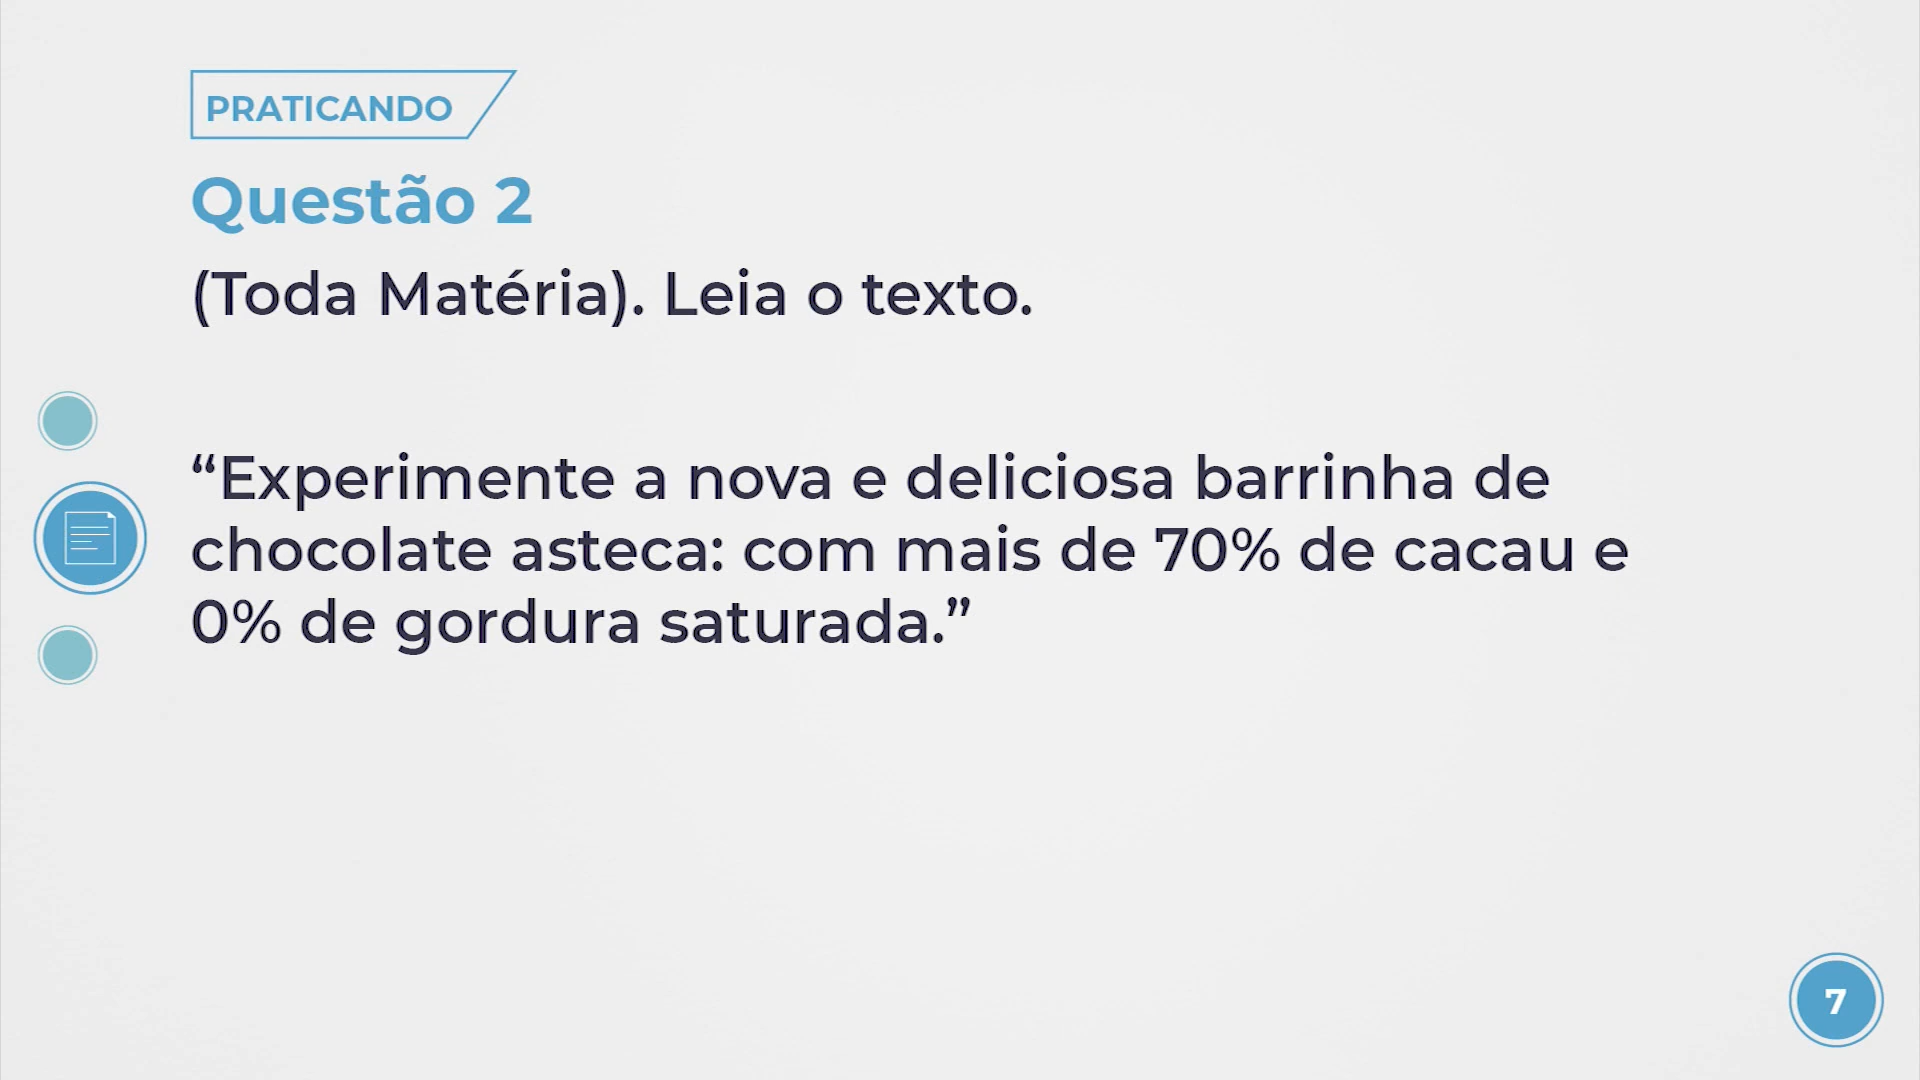 PRATICANDO
Questão 2
(Toda Matéria). Leia o texto.
“Experimente a nova e deliciosa barrinha de
chocolate asteca: com mais de 70% de cacau e
0% de gordura saturada.”
7